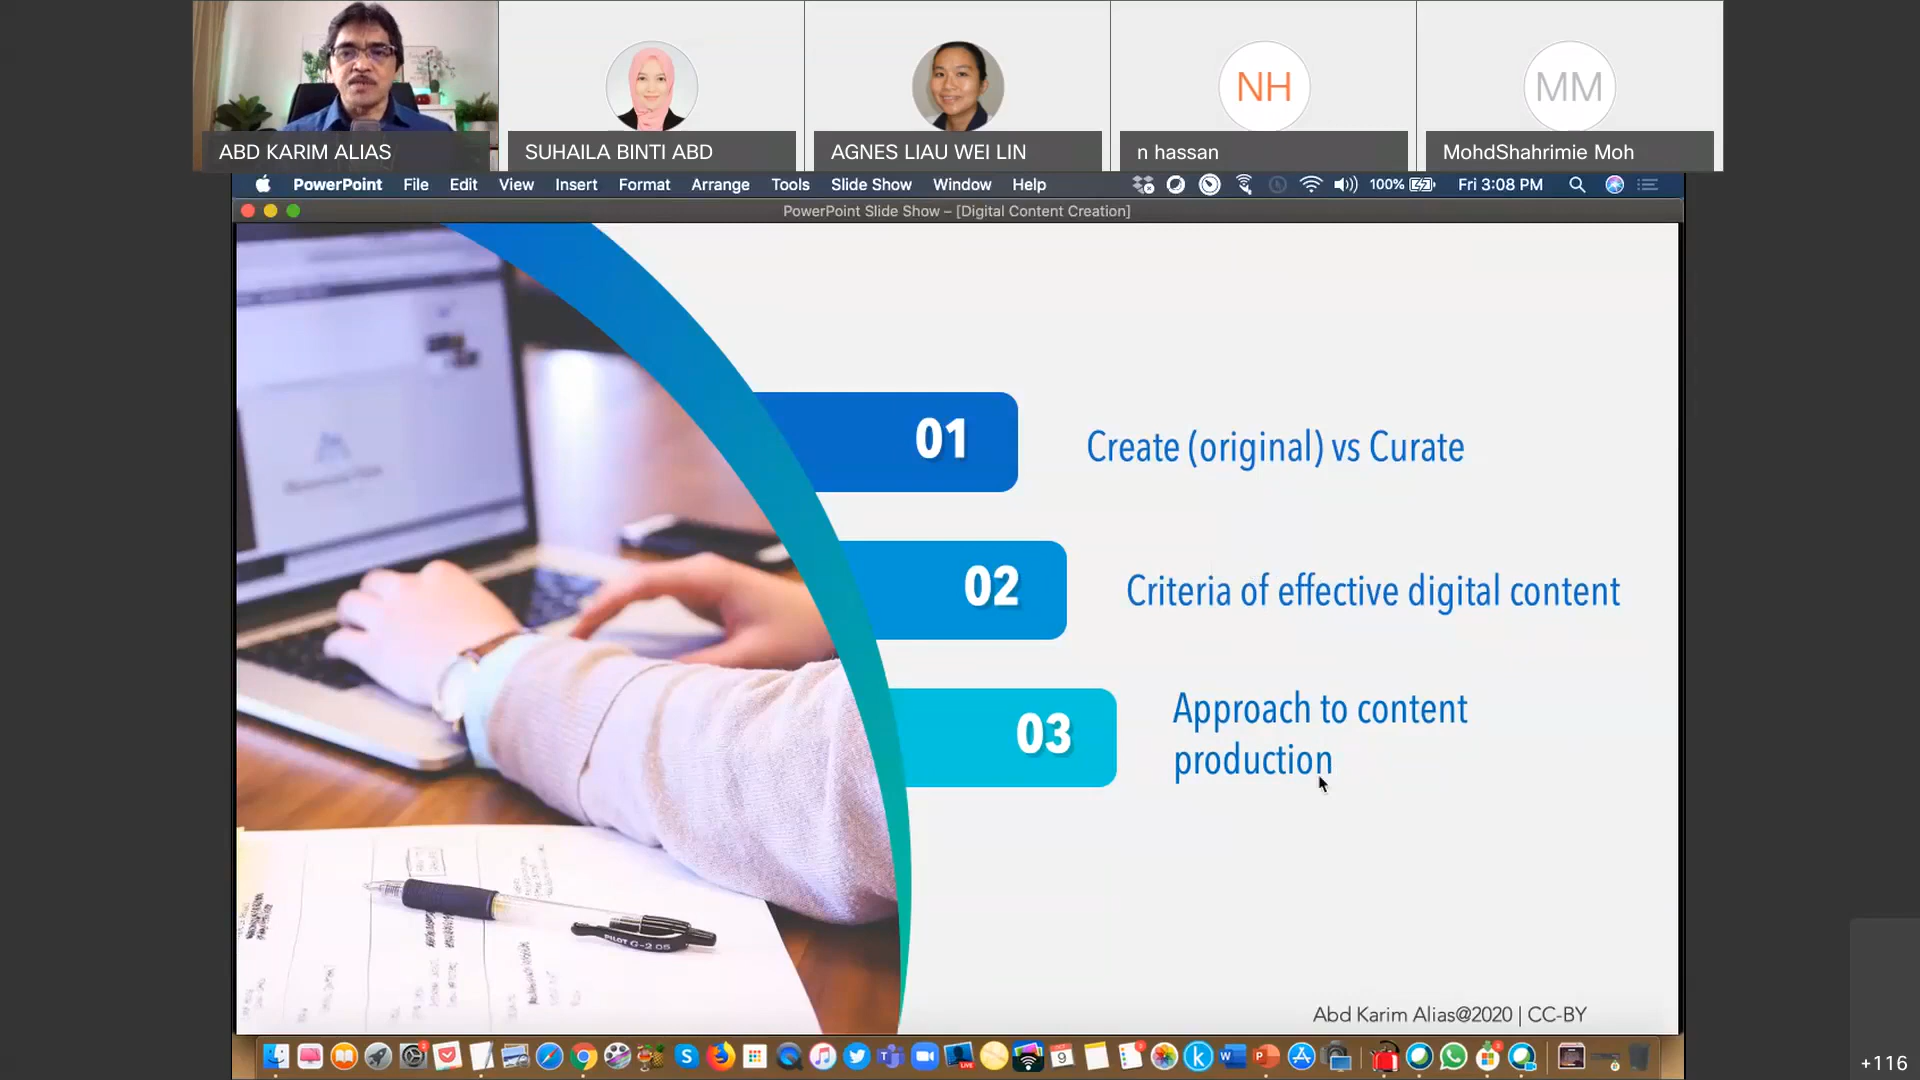 ABD KARIM ALIAS
SUHAILA BINTI ABD
AGNES LIAU WEI LIN
NH
n hassan
MM
MohdShahrimie Moh
PowerPoint File Edit View Insert Format Arrange Tools Slide Show Window Help 100% Fri 3:08 PM
PowerPoint Slide Show – [Digital Content Creation]
01
Create (original) vs Curate
02
Criteria of effective digital content
03
Approach to content
production
PILOT G-2 05
Abd Karim Alias@2020 | CC-BY
+116